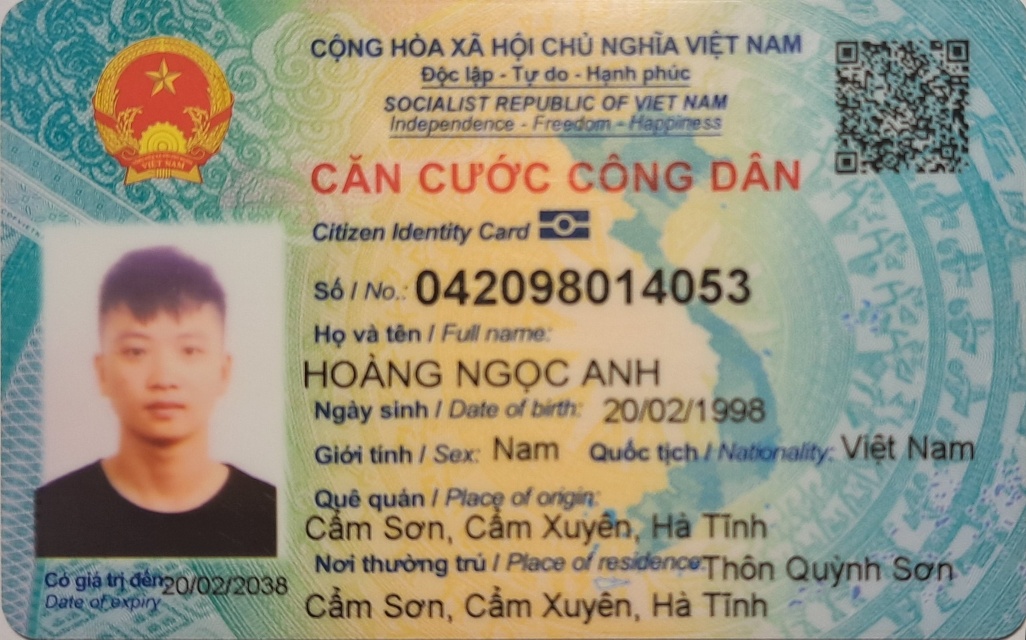 CỘNG HÒA XÃ HỘI CHỦ NGHĨA VIỆT NAM
Độc lập - Tự do - Hạnh phúc
SOCIALIST REPUBLIC OF VIET NAM
Independence - Freedom - Happiness
VIỆT NAM
CĂN CƯỚC CÔNG DÂN
Citizen Identity Card
Số / No.: 042098014053
Họ và tên / Full name:
HOÀNG NGỌC ANH
Ngày sinh / Date of birth: 20/02/1998
Giới tính / Sex: Nam Quốc tịch / Nationality: Việt Nam
Quê quán / Place of origin:
Cẩm Sơn, Cẩm Xuyên, Hà Tĩnh
Nơi thường trú / Place of residence: Thôn Quỳnh Sơn
Cẩm Sơn, Cẩm Xuyên, Hà Tĩnh
Có giá trị đến: 20/02/2038
Date of expiry